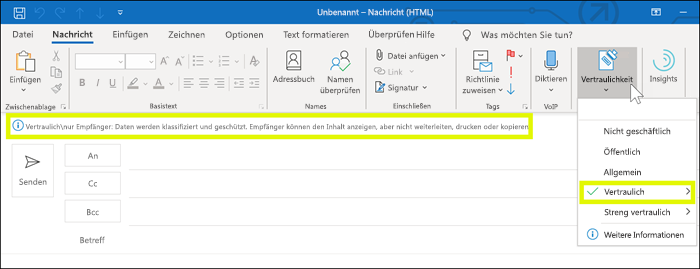 Unbenannt – Nachricht (HTML)
Datei Nachricht Einfügen Zeichnen Optionen Text formatieren Überprüfen Hilfe Was möchten Sie tun?
Einfügen
Zwischenablage
F K U
A
Basistext
Adressbuch
Namen
überprüfen
Namen
Datei anfügen
Link
Signatur
Einschließen
Richtlinie
zuweisen
Tags
Diktieren
VoIP
Vertraulichkeit
Insights
Vertraulich\nur Empfänger: Daten werden klassifiziert und geschützt. Empfänger können den Inhalt anzeigen, aber nicht weiterleiten, drucken oder kopieren
Senden
An
Cc
Bcc
Betreff
Nicht geschäftlich
Öffentlich
Allgemein
Vertraulich
Streng vertraulich
Weitere Informationen